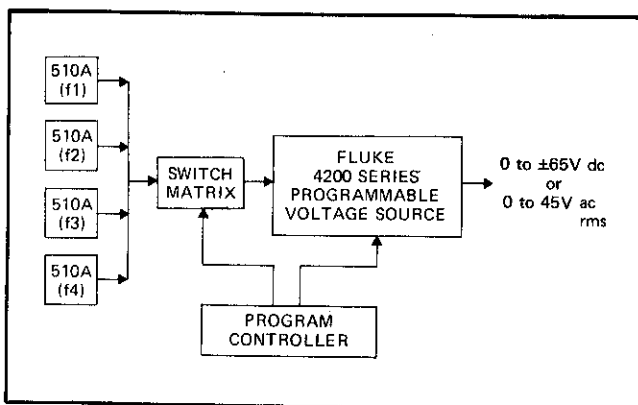 510A
(f1)
510A
(f2)
510A
(f3)
510A
(f4)
SWITCH
MATRIX
FLUKE
4200 SERIES
PROGRAMMABLE
VOLTAGE SOURCE
0 to ±65V dc
or
0 to 45V ac
rms
PROGRAM
CONTROLLER